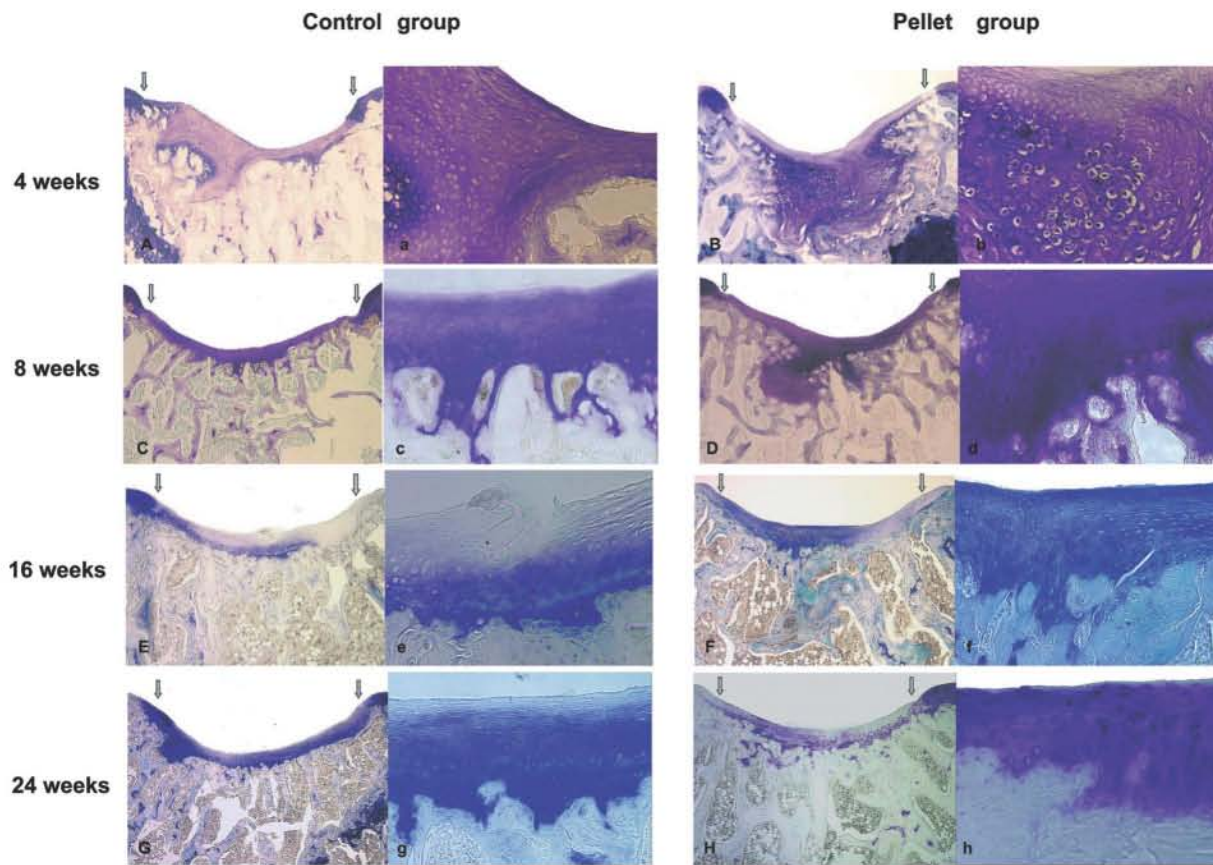 Control group
Pellet group
4 weeks
A
a
B
b
8 weeks
C
c
D
d
16 weeks
E
e
F
f
24 weeks
G
g
H
h